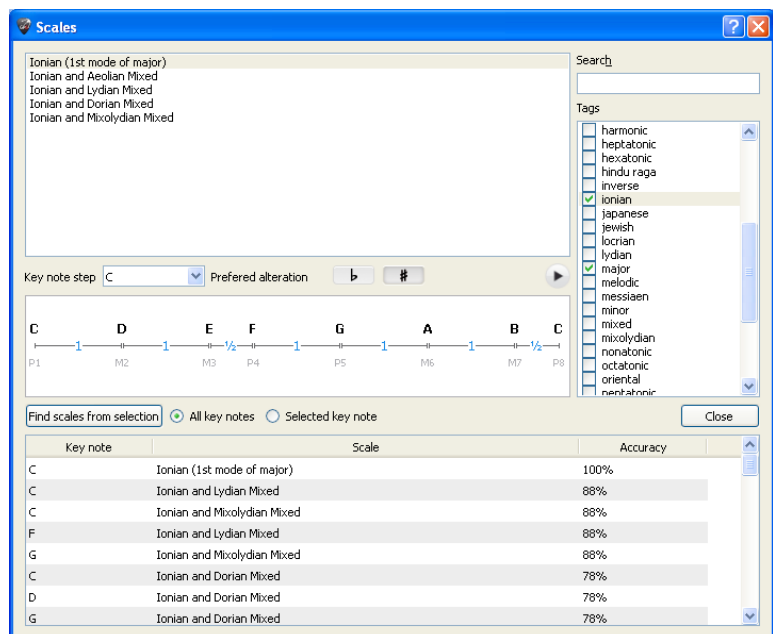 Scales
Ionian (1st mode of major)
Ionian and Aeolian Mixed
Ionian and Lydian Mixed
Ionian and Dorian Mixed
Ionian and Mixolydian Mixed
Search
Tags
harmonic
heptatonic
hexatonic
hindu raga
inverse
ionian
japanese
jewish
locrian
lydian
major
melodic
messiaen
minor
mixed
mixolydian
nonatonic
octatonic
oriental
pentatonic
Key note step C Prefered alteration ♭ #
C D E F G A B C
1 1 ½ 1 1 1 ½
P1 M2 M3 P4 P5 M6 M7 P8
Find scales from selection All key notes Selected key note Close
Key note Scale Accuracy
C Ionian (1st mode of major) 100%
C Ionian and Lydian Mixed 88%
C Ionian and Mixolydian Mixed 88%
F Ionian and Lydian Mixed 88%
G Ionian and Mixolydian Mixed 88%
C Ionian and Dorian Mixed 78%
D Ionian and Dorian Mixed 78%
G Ionian and Dorian Mixed 78%